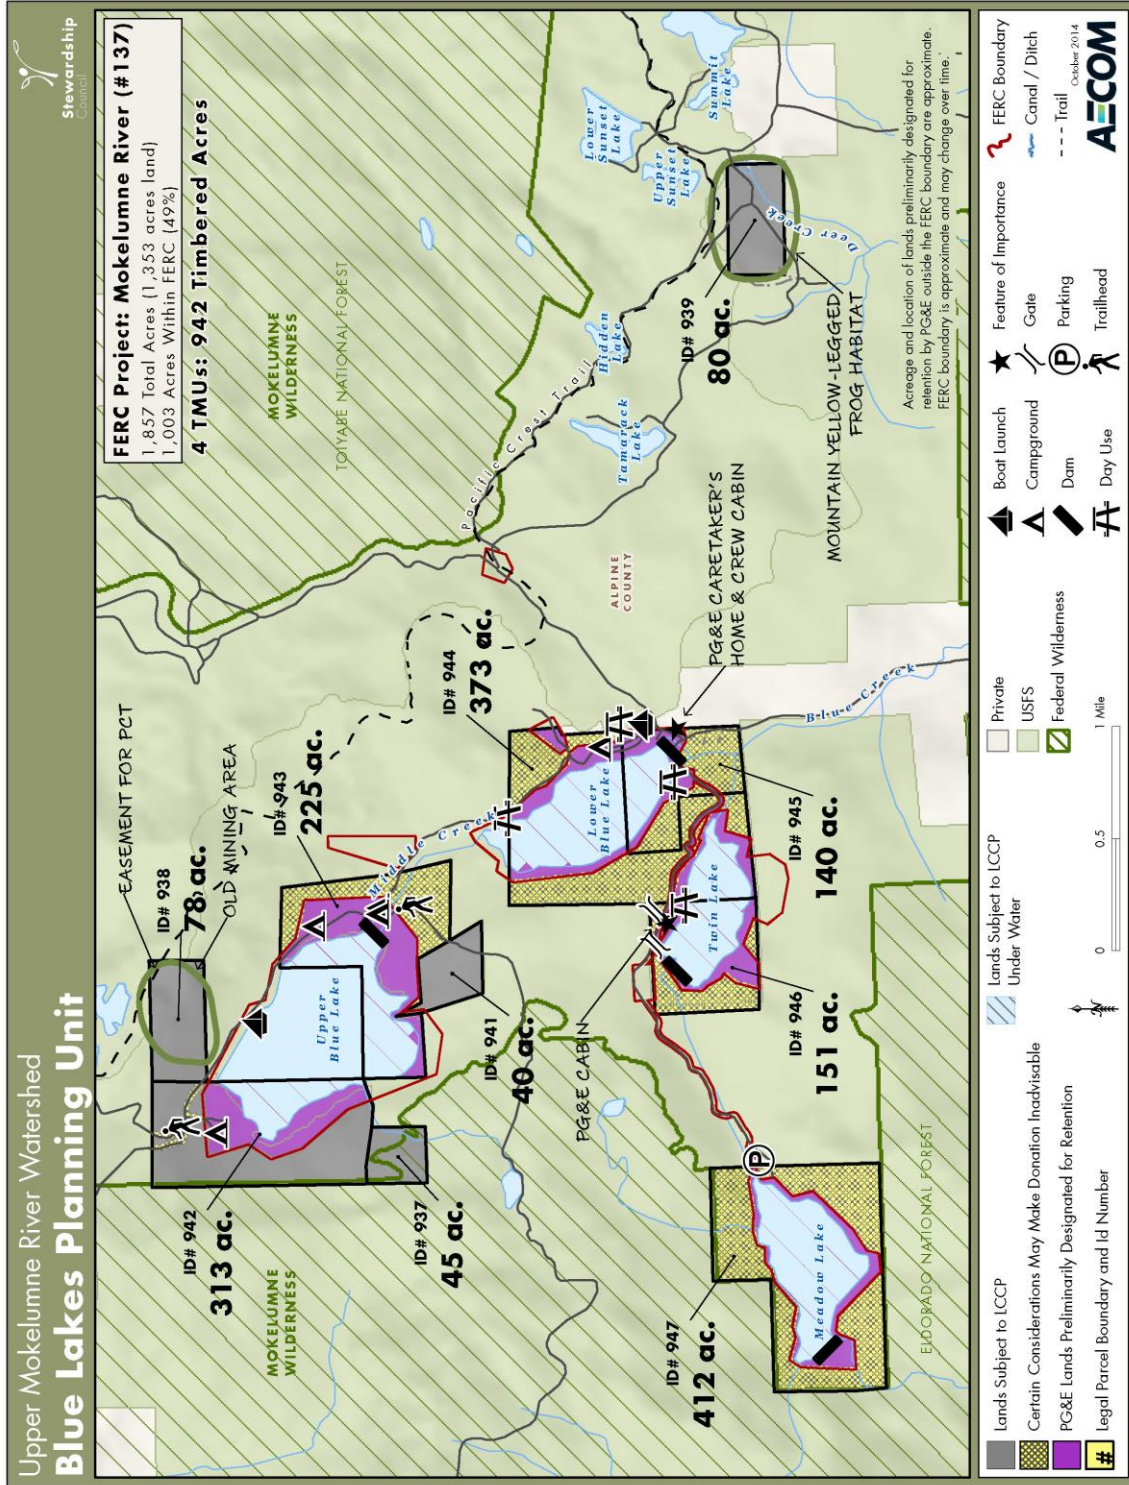 Upper Mokelumne River Watershed
Blue Lakes Planning Unit
Stewardship
Council
FERC Project: Mokelumne River (#137)
1,857 Total Acres (1,353 acres land)
1,003 Acres Within FERC (49%)
4 TMUs: 942 Timbered Acres
EASEMENT FOR PCT
ID# 938
78 ac.
OLD MINING AREA
ID# 943
225 ac.
ID# 942
313 ac.
Upper
Blue Lake
MOKELUMNE
WILDERNESS
ID# 937
45 ac.
ID# 941
40 ac.
Middle Creek
ID# 944
373 ac.
MOKELUMNE
WILDERNESS
TOIYABE NATIONAL FOREST
Pacific Crest Trail
Hidden
Lake
Tamarack
Lake
Lower
Sunset
Lake
Upper
Sunset
Lake
Summit
Lake
ALPINE
COUNTY
Lower
Blue Lake
PG&E CABIN
Twin Lake
ID# 946
151 ac.
ID# 945
140 ac.
PG&E CARETAKER'S
HOME & CREW CABIN
Blue Creek
ID# 939
80 ac.
Deer Creek
MOUNTAIN YELLOW-LEGGED
FROG HABITAT
ID# 947
412 ac.
P
Meadow Lake
ELDORADO NATIONAL FOREST
Acreage and location of lands preliminarily designated for
retention by PG&E outside the FERC boundary are approximate.
FERC boundary is approximate and may change over time.
Lands Subject to LCCP
Certain Considerations May Make Donation Inadvisable
PG&E Lands Preliminarily Designated for Retention
# Legal Parcel Boundary and Id Number
Lands Subject to LCCP
Under Water
N
Private
USFS
Federal Wilderness
0 0.5 1 Mile
Boat Launch
Campground
Dam
Day Use
Feature of Importance
Gate
P Parking
Trailhead
FERC Boundary
Canal / Ditch
Trail
October 2014
AECOM